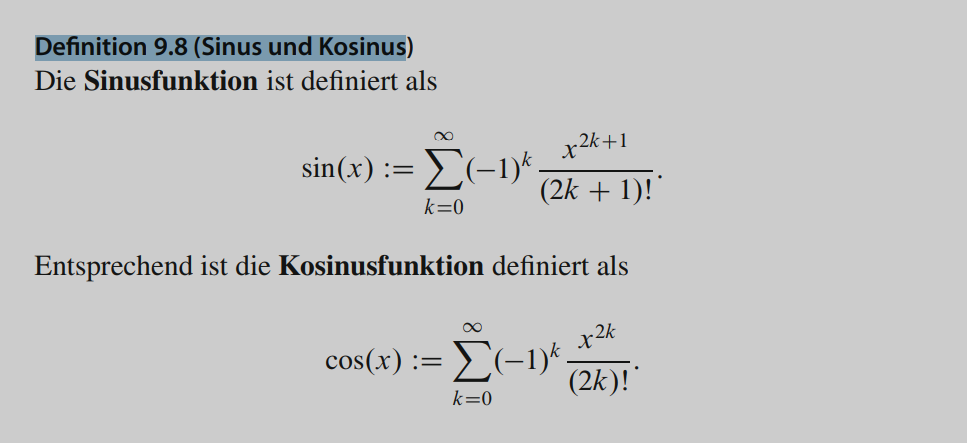 Definition 9.8 (Sinus und Kosinus)
Die Sinusfunktion ist definiert als
sin(x) := ∑_{k=0}^{∞} (−1)^k x^{2k+1}/(2k + 1)!.
Entsprechend ist die Kosinusfunktion definiert als
cos(x) := ∑_{k=0}^{∞} (−1)^k x^{2k}/(2k)!.